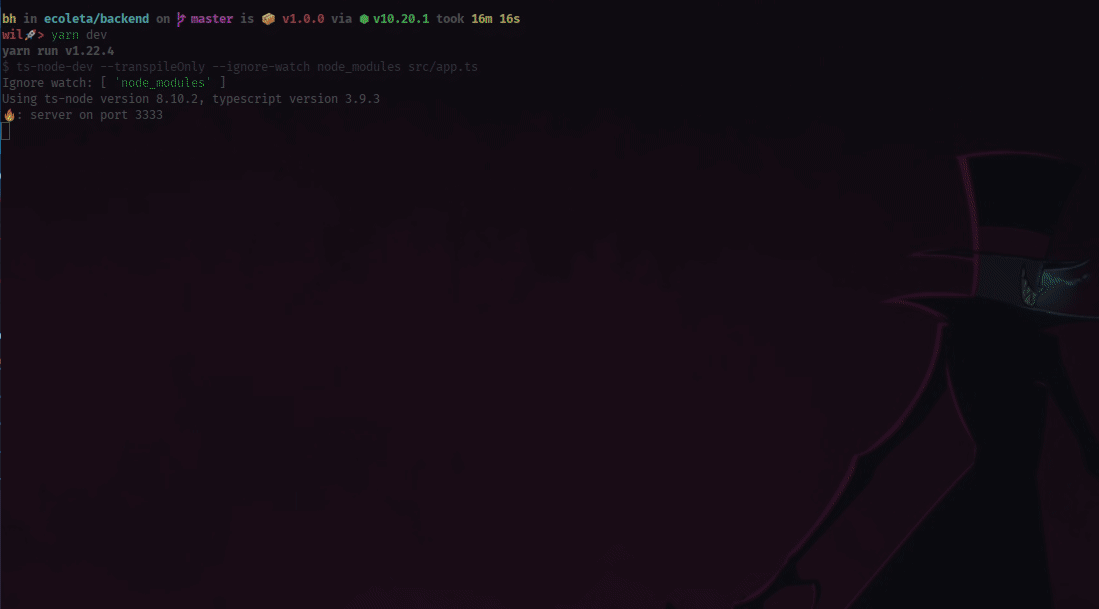 bh in ecoleta/backend on master is 📦 v1.0.0 via ⬢ v10.20.1 took 16m 16s
wil🚀> yarn dev
yarn run v1.22.4
$ ts-node-dev --transpileOnly --ignore-watch node_modules src/app.ts
Ignore watch: [ 'node_modules' ]
Using ts-node version 8.10.2, typescript version 3.9.3
🔥: server on port 3333